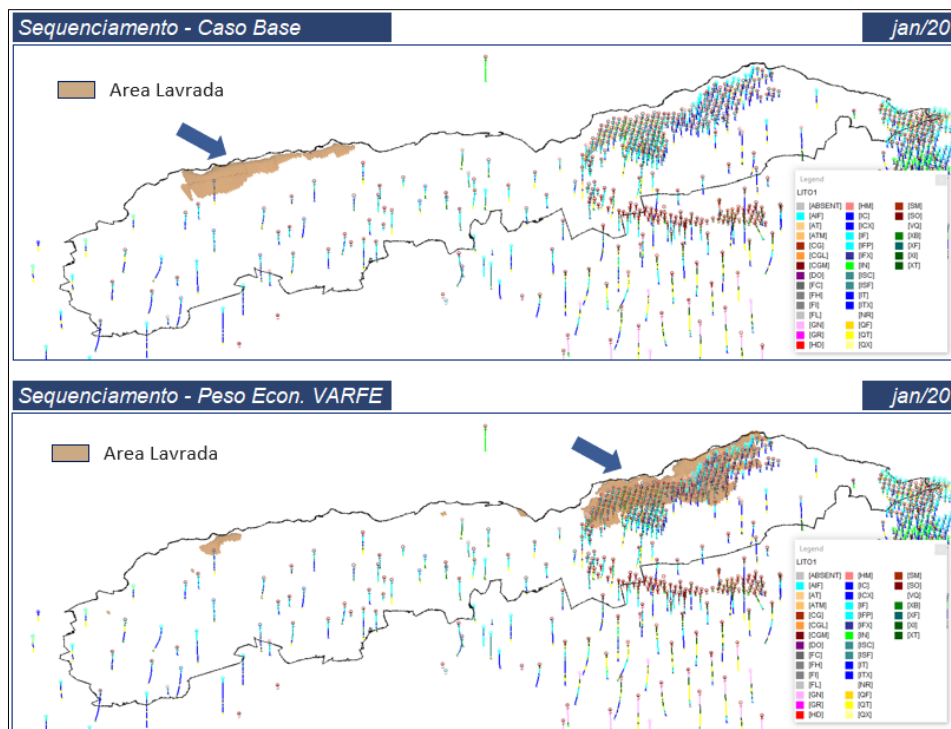 Sequenciamento - Caso Base
jan/20
Area Lavrada
Legend
LITO1
[ABSENT] [HM] [SM]
[AIF] [IC] [SO]
[AT] [ICX] [VQ]
[ATM] [IF] [XB]
[CG] [IFP] [XF]
[CGL] [IFX] [XI]
[CGM] [IN] [XT]
[DO] [ISC]
[FC] [ISF]
[FH] [IT]
[FI] [ITX]
[FL] [NR]
[GN] [QF]
[GR] [QT]
[HD] [QX]
Sequenciamento - Peso Econ. VARFE
jan/20
Area Lavrada
Legend
LITO1
[ABSENT] [HM] [SM]
[AIF] [IC] [SO]
[AT] [ICX] [VQ]
[ATM] [IF] [XB]
[CG] [IFP] [XF]
[CGL] [IFX] [XI]
[CGM] [IN] [XT]
[DO] [ISC]
[FC] [ISF]
[FH] [IT]
[FI] [ITX]
[FL] [NR]
[GN] [QF]
[GR] [QT]
[HD] [QX]